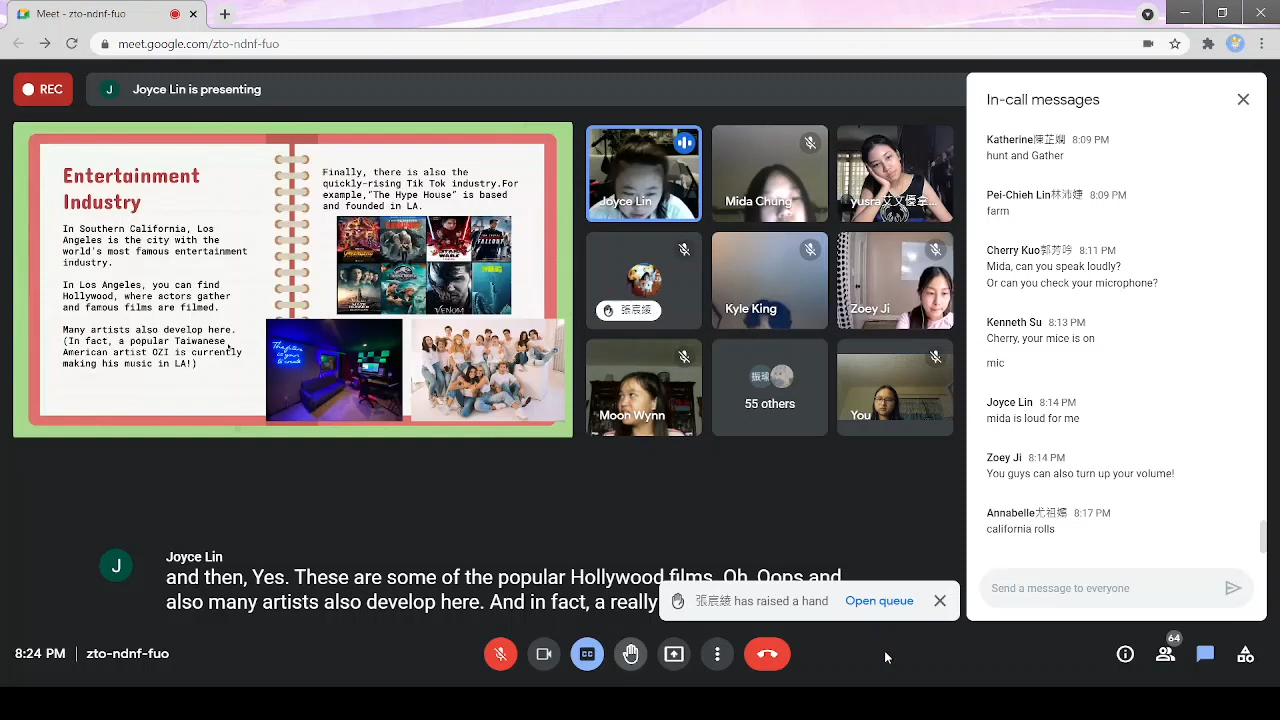 Meet - zto-ndnf-fuo
meet.google.com/zto-ndnf-fuo
REC
J
Joyce Lin is presenting
Entertainment
Industry
In Southern California, Los
Angeles is the city with the
world's most famous entertainment
industry.
In Los Angeles, you can find
Hollywood, where actors gather
and famous films are filmed.
Many artists also develop here.
(In fact, a popular Taiwanese
American artist OZI is currently
making his music in LA!)
Finally, there is also the
quickly-rising Tik Tok industry.For
example,"The Hype House" is based
and founded in LA.
STAR
WARS
FALLOUT
VENOM
Joyce Lin
Mida Chung
yusra
張宸綾
Kyle King
Zoey Ji
Moon Wynn
振瑜
55 others
You
In-call messages
Katherine陳芷嫻 8:09 PM
hunt and Gather
Pei-Chieh Lin林沛婕 8:09 PM
farm
Cherry Kuo郭芳吟 8:11 PM
Mida, can you speak loudly?
Or can you check your microphone?
Kenneth Su 8:13 PM
Cherry, your mice is on
mic
Joyce Lin 8:14 PM
mida is loud for me
Zoey Ji 8:14 PM
You guys can also turn up your volume!
Annabelle尤祖嫣 8:17 PM
california rolls
Send a message to everyone
J
Joyce Lin
and then, Yes. These are some of the popular Hollywood films. Oh, Oops and
also many artists also develop here. And in fact, a really
張宸綾 has raised a hand
Open queue
8:24 PM
zto-ndnf-fuo
CC
64